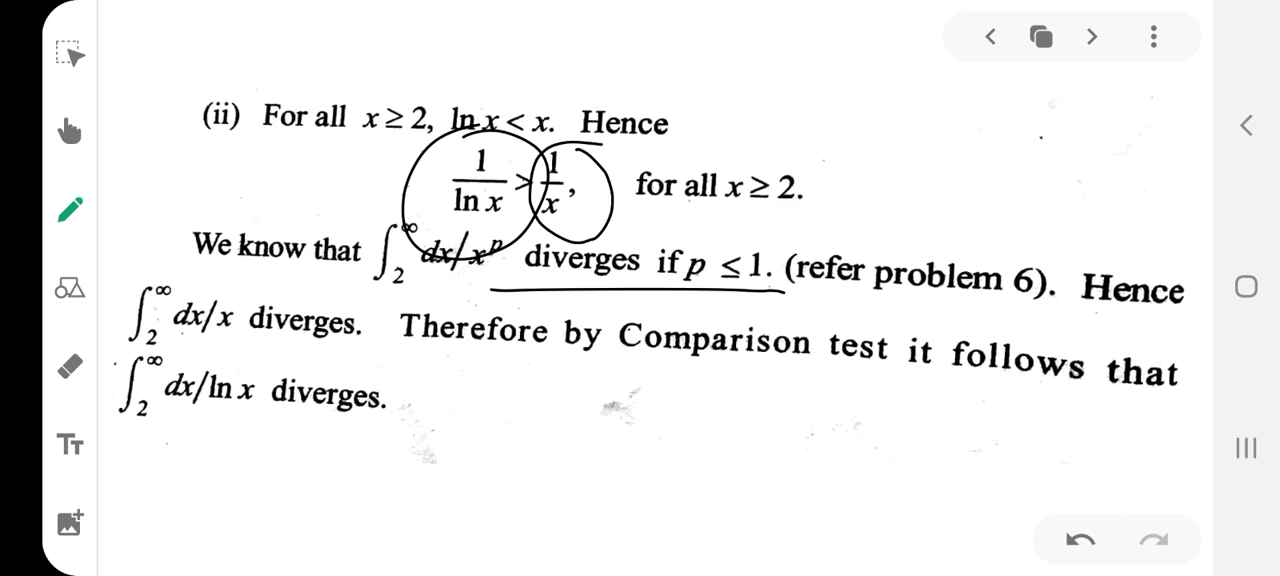 (ii) For all x ≥ 2, ln x < x. Hence
1/ln x > 1/x, for all x ≥ 2.
We know that ∫₂^∞ dx/xᵖ diverges if p ≤ 1. (refer problem 6). Hence
∫₂^∞ dx/x diverges. Therefore by Comparison test it follows that
∫₂^∞ dx/ln x diverges.
TT